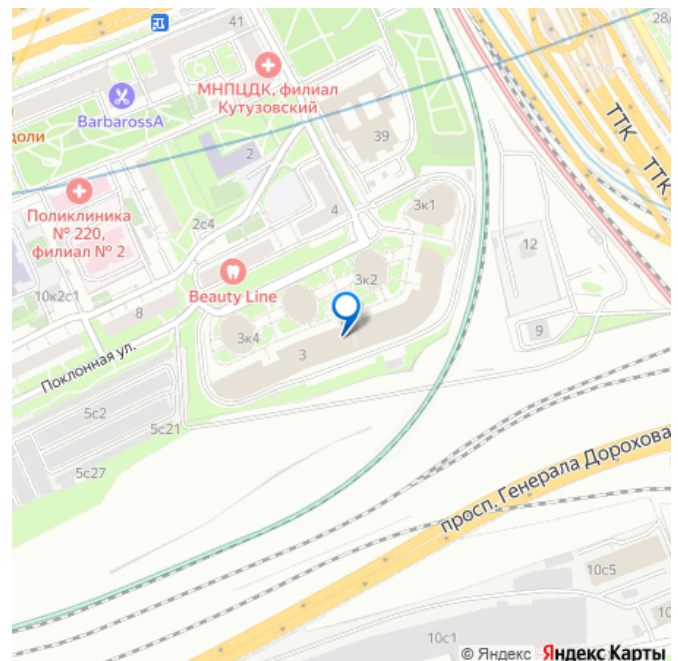 41
28/
МНПЦДК, филиал
Кутузовский
BarbarossA
доли
39
ТТК
ТТК
2
Поликлиника
№ 220,
филиал № 2
2с4
4
3к1
12
Beauty Line
3к2
10к2с1
8
9
3к4
3
Поклонная ул.
5с2
5с21
5с27
просп. Генерала Дорохова
10с5
10
10с1
© Яндекс Яндекс Карты